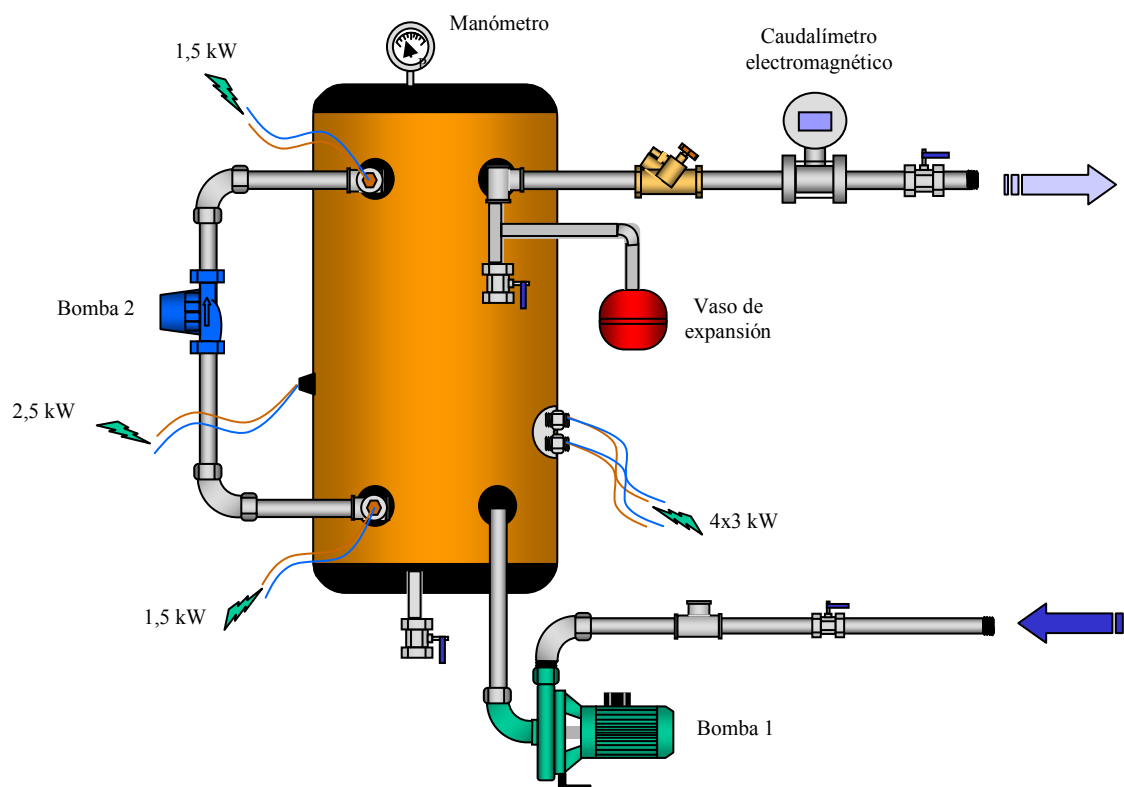 Manómetro
1,5 kW
P
Caudalímetro
electromagnético
Bomba 2
Vaso de
expansión
2,5 kW
4x3 kW
1,5 kW
Bomba 1